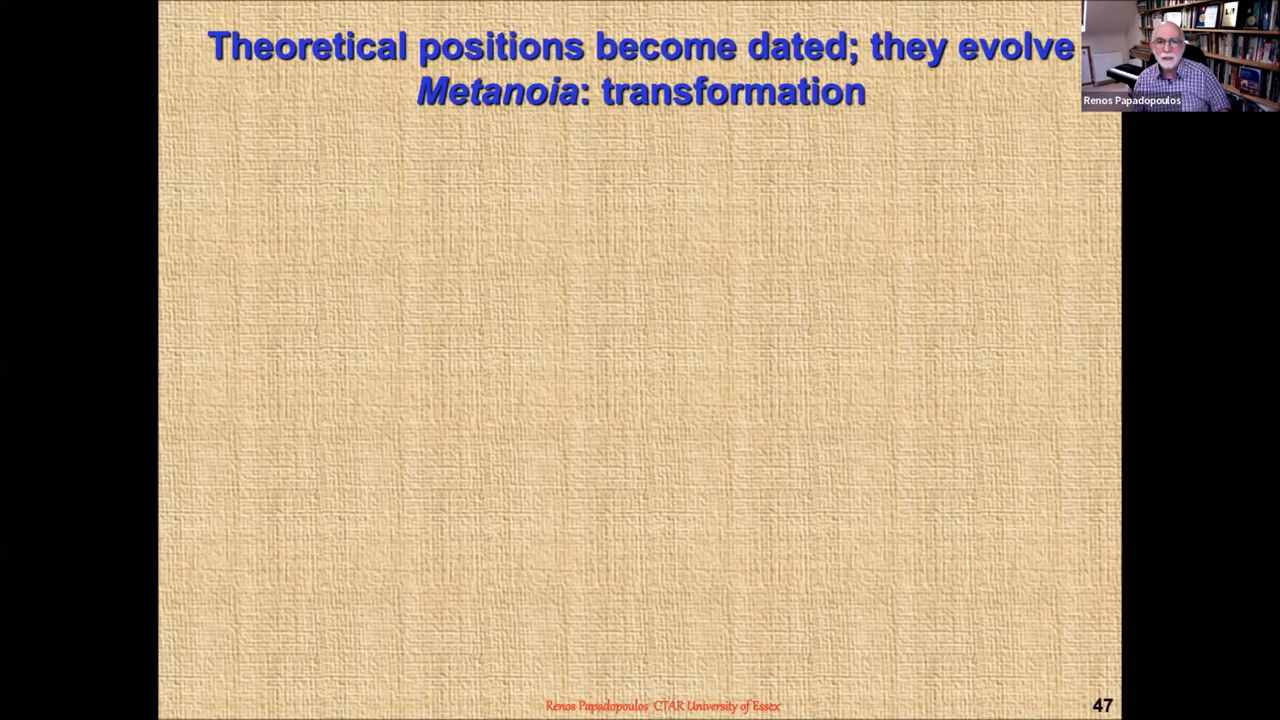 Theoretical positions become dated; they evolve
Metanoia: transformation
Renos Papadopoulos
Renos Papadopoulos CTAR University of Essex
47